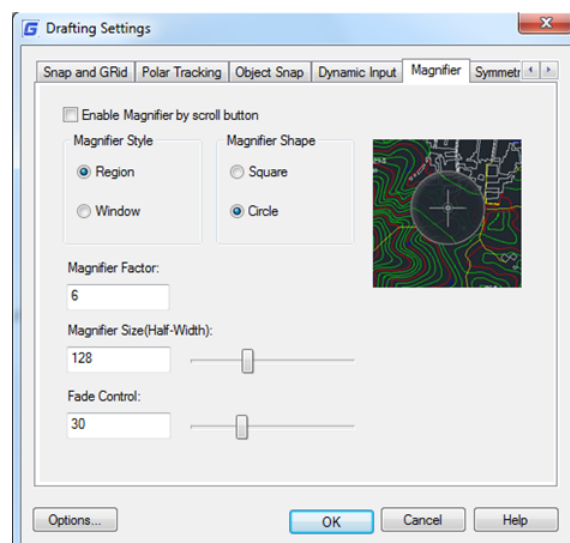 Drafting Settings
Snap and GRid Polar Tracking Object Snap Dynamic Input Magnifier Symmetr
Enable Magnifier by scroll button
Magnifier Style Magnifier Shape
Region Square
Window Circle
Magnifier Factor:
6
Magnifier Size(Half-Width):
128
Fade Control:
30
Options... OK Cancel Help